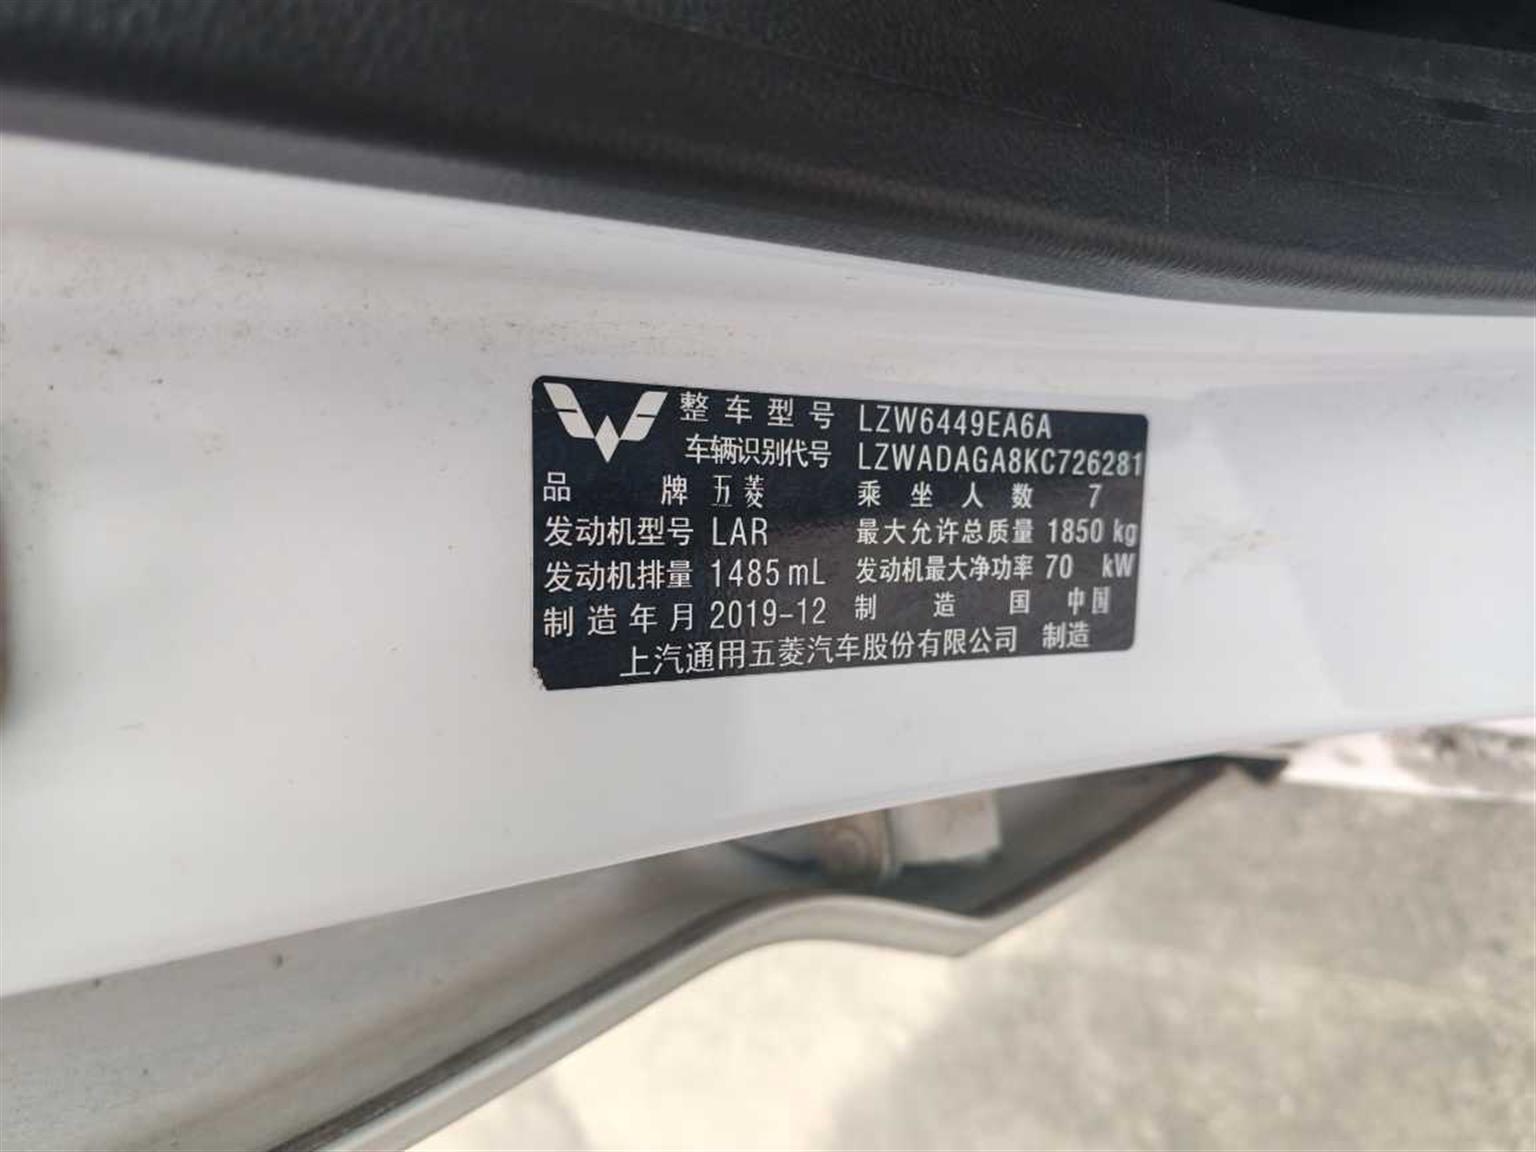 整车型号 LZW6449EA6A
车辆识别代号 LZWADAGA8KC726281
品牌 五菱 乘坐人数 7
发动机型号 LAR 最大允许总质量 1850 kg
发动机排量 1485 mL 发动机最大净功率 70 kW
制造年月 2019-12 制造国 中国
上汽通用五菱汽车股份有限公司 制造